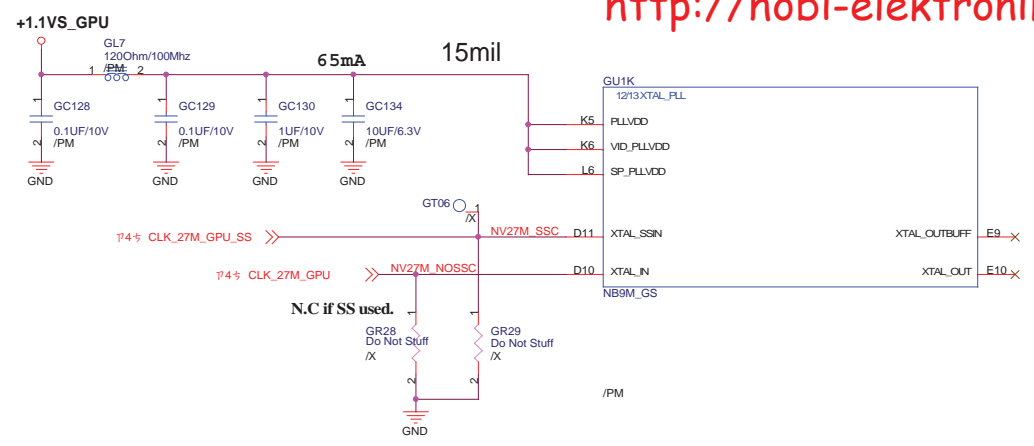 http://hobi-elektroni
+1.1VS_GPU
GL7
120Ohm/100Mhz
/PM
1 2
65mA
15mil
GU1K
12/13 XTAL_PLL
1
GC128
0.1UF/10V
2
/PM
GND
1
GC129
0.1UF/10V
2
/PM
GND
1
GC130
1UF/10V
2
/PM
GND
1
GC134
10UF/6.3V
2
/PM
GND
K5 PLLVDD
K6 VID_PLLVDD
L6 SP_PLLVDD
GT06
1
/X
CLK_27M_GPU_SS
NV27M_SSC
D11 XTAL_SSIN
XTAL_OUTBUFF E9
CLK_27M_GPU
NV27M_NOSSC
D10 XTAL_IN
XTAL_OUT E10
NB9M_GS
N.C if SS used.
1
GR28
Do Not Stuff
/X
2
1
GR29
Do Not Stuff
/X
2
GND
/PM